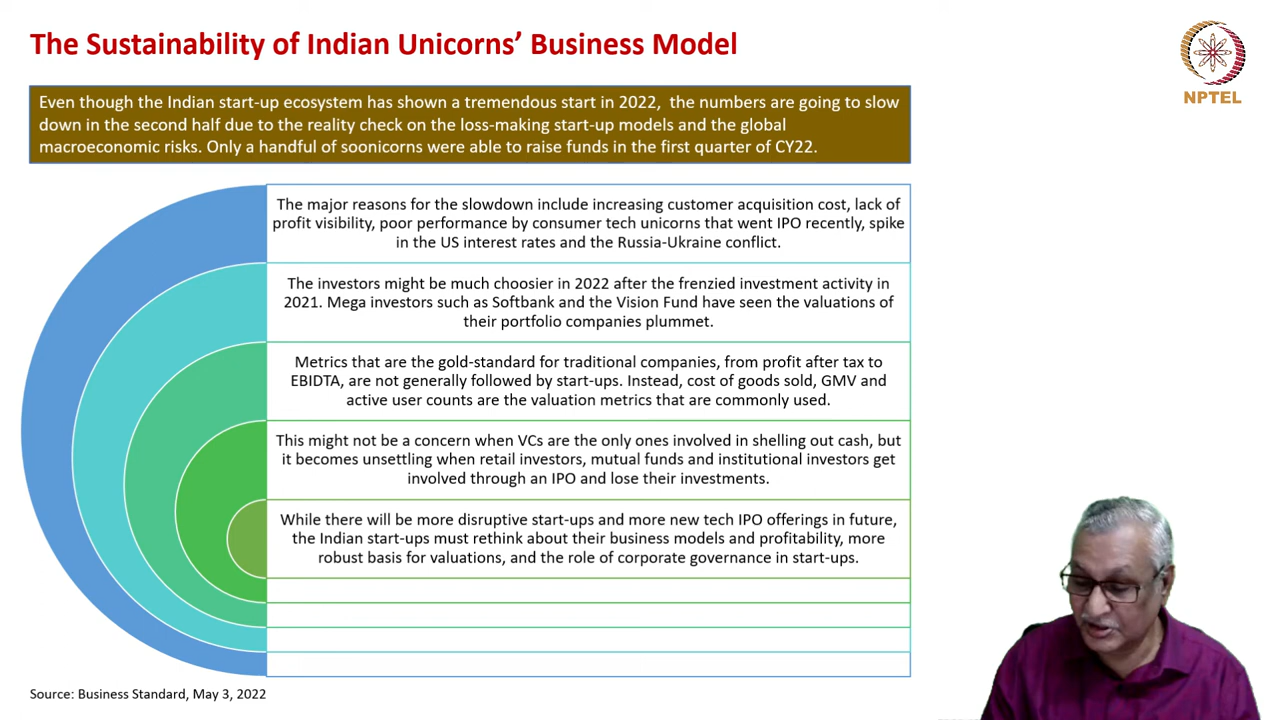 The Sustainability of Indian Unicorns’ Business Model
NPTEL
Even though the Indian start-up ecosystem has shown a tremendous start in 2022, the numbers are going to slow
down in the second half due to the reality check on the loss-making start-up models and the global
macroeconomic risks. Only a handful of soonicorns were able to raise funds in the first quarter of CY22.
The major reasons for the slowdown include increasing customer acquisition cost, lack of
profit visibility, poor performance by consumer tech unicorns that went IPO recently, spike
in the US interest rates and the Russia-Ukraine conflict.
The investors might be much choosier in 2022 after the frenzied investment activity in
2021. Mega investors such as Softbank and the Vision Fund have seen the valuations of
their portfolio companies plummet.
Metrics that are the gold-standard for traditional companies, from profit after tax to
EBIDTA, are not generally followed by start-ups. Instead, cost of goods sold, GMV and
active user counts are the valuation metrics that are commonly used.
This might not be a concern when VCs are the only ones involved in shelling out cash, but
it becomes unsettling when retail investors, mutual funds and institutional investors get
involved through an IPO and lose their investments.
While there will be more disruptive start-ups and more new tech IPO offerings in future,
the Indian start-ups must rethink about their business models and profitability, more
robust basis for valuations, and the role of corporate governance in start-ups.
Source: Business Standard, May 3, 2022